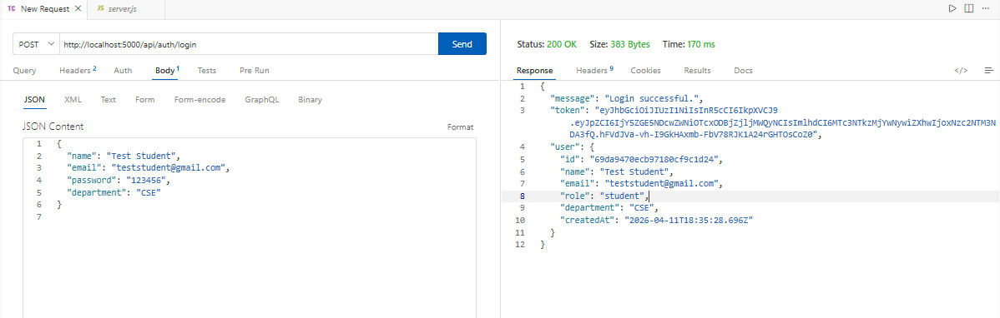 TC New Request ×
JS server.js
POST
http://localhost:5000/api/auth/login
Send
Query
Headers 2
Auth
Body 1
Tests
Pre Run
JSON
XML
Text
Form
Form-encode
GraphQL
Binary
JSON Content
Format
1 {
2 "name": "Test Student",
3 "email": "teststudent@gmail.com",
4 "password": "123456",
5 "department": "CSE"
6 }
7
Status: 200 OK Size: 383 Bytes Time: 170 ms
Response
Headers 9
Cookies
Results
Docs
</>
1 {
2 "message": "Login successful.",
3 "token": "eyJhbGciOiJIUzI1NiIsInR5cCI6IkpXVCJ9
.eyJpZCI6IjY5ZGE5NDcwZWNiOTcxODBjZjljMWQyNCIsImlhdCI6MTc3NTkzMjYwNywiZXhwIjoxNzc2NTM3N
DA3fQ.hFVdJVa-vh-I9GkHAxmb-FbV78RJK1A24rGHTOsCoZ0",
4 "user": {
5 "id": "69da9470ecb97180cf9c1d24",
6 "name": "Test Student",
7 "email": "teststudent@gmail.com",
8 "role": "student",
9 "department": "CSE",
10 "createdAt": "2026-04-11T18:35:28.696Z"
11 }
12 }